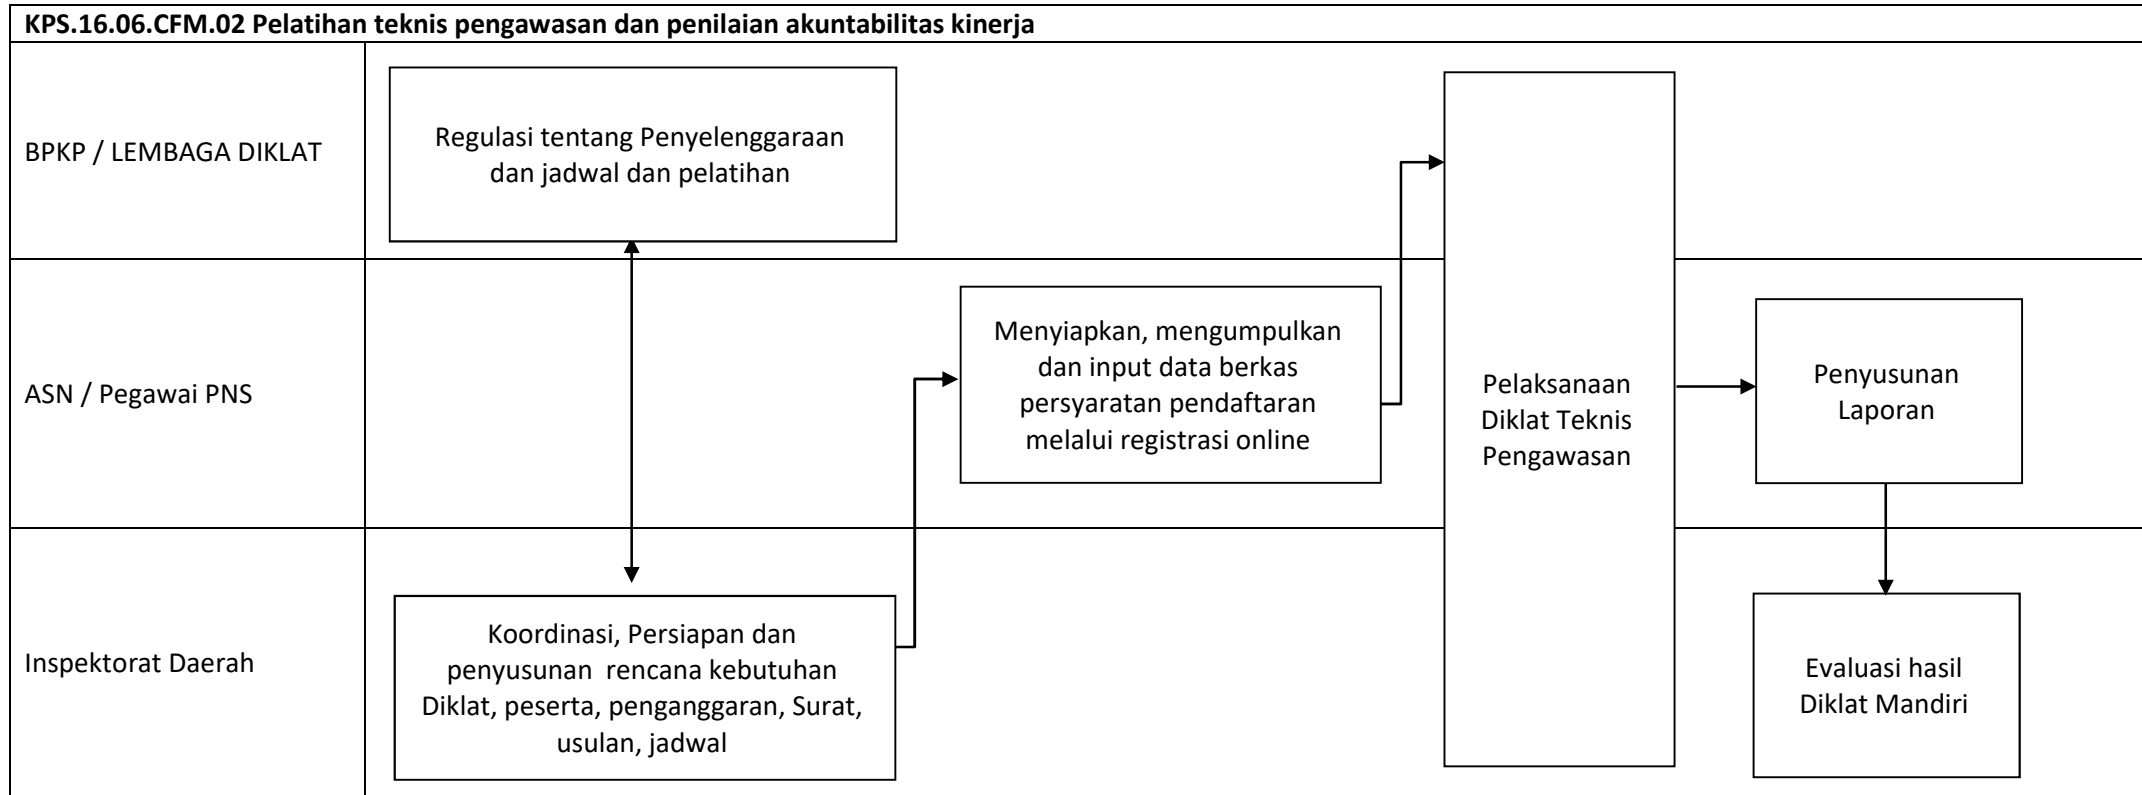 KPS.16.06.CFM.02 Pelatihan teknis pengawasan dan penilaian akuntabilitas kinerja
BPKP / LEMBAGA DIKLAT
Regulasi tentang Penyelenggaraan
dan jadwal dan pelatihan
ASN / Pegawai PNS
Menyiapkan, mengumpulkan
dan input data berkas
persyaratan pendaftaran
melalui registrasi online
Pelaksanaan
Diklat Teknis
Pengawasan
Penyusunan
Laporan
Inspektorat Daerah
Koordinasi, Persiapan dan
penyusunan  rencana kebutuhan
Diklat, peserta, penganggaran, Surat,
usulan, jadwal
Evaluasi hasil
Diklat Mandiri